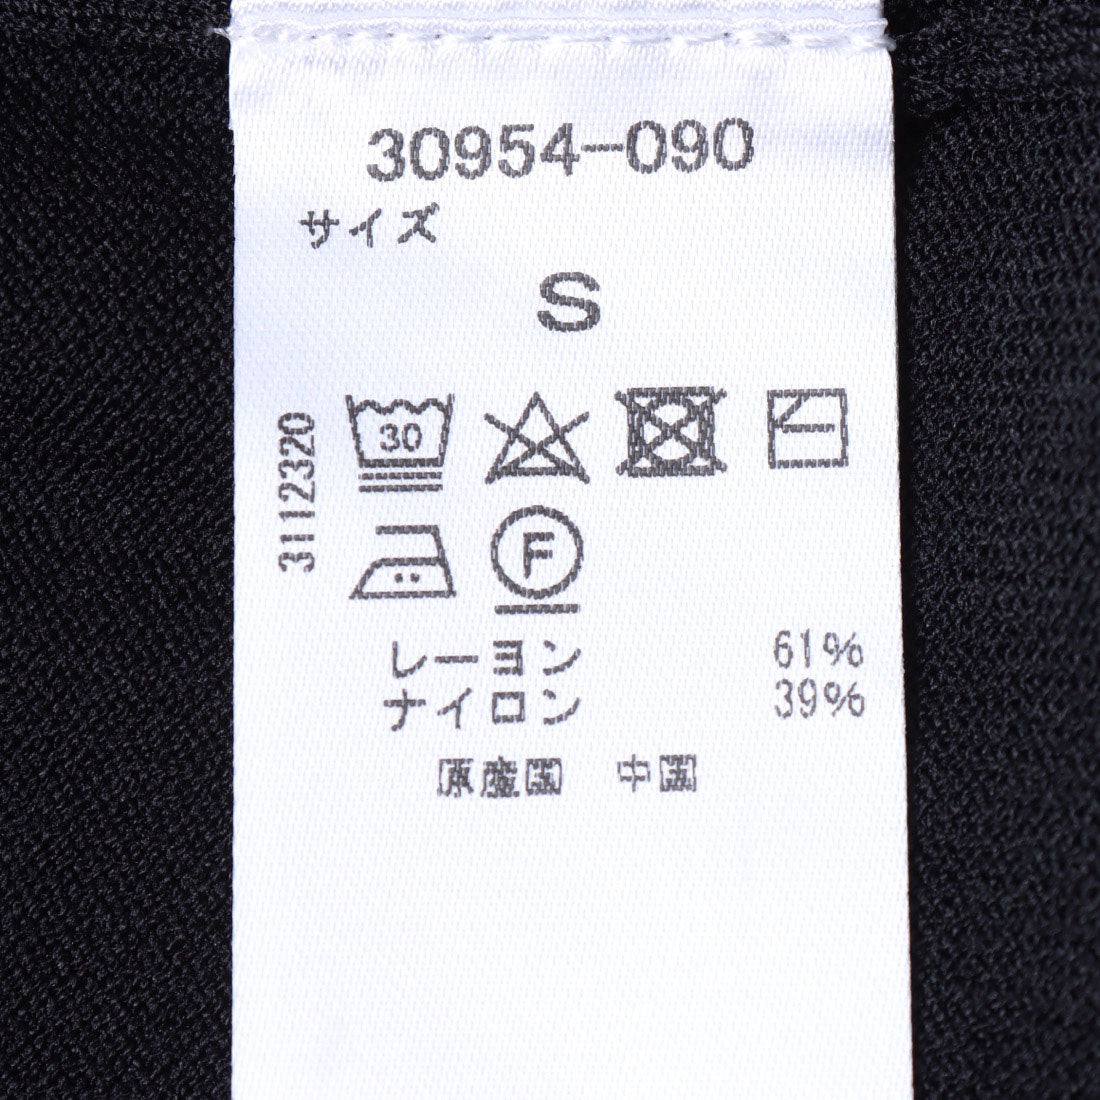 30954-090
サイズ
S
3112320
30
F
レーヨン 61%
ナイロン 39%
原産国 中国